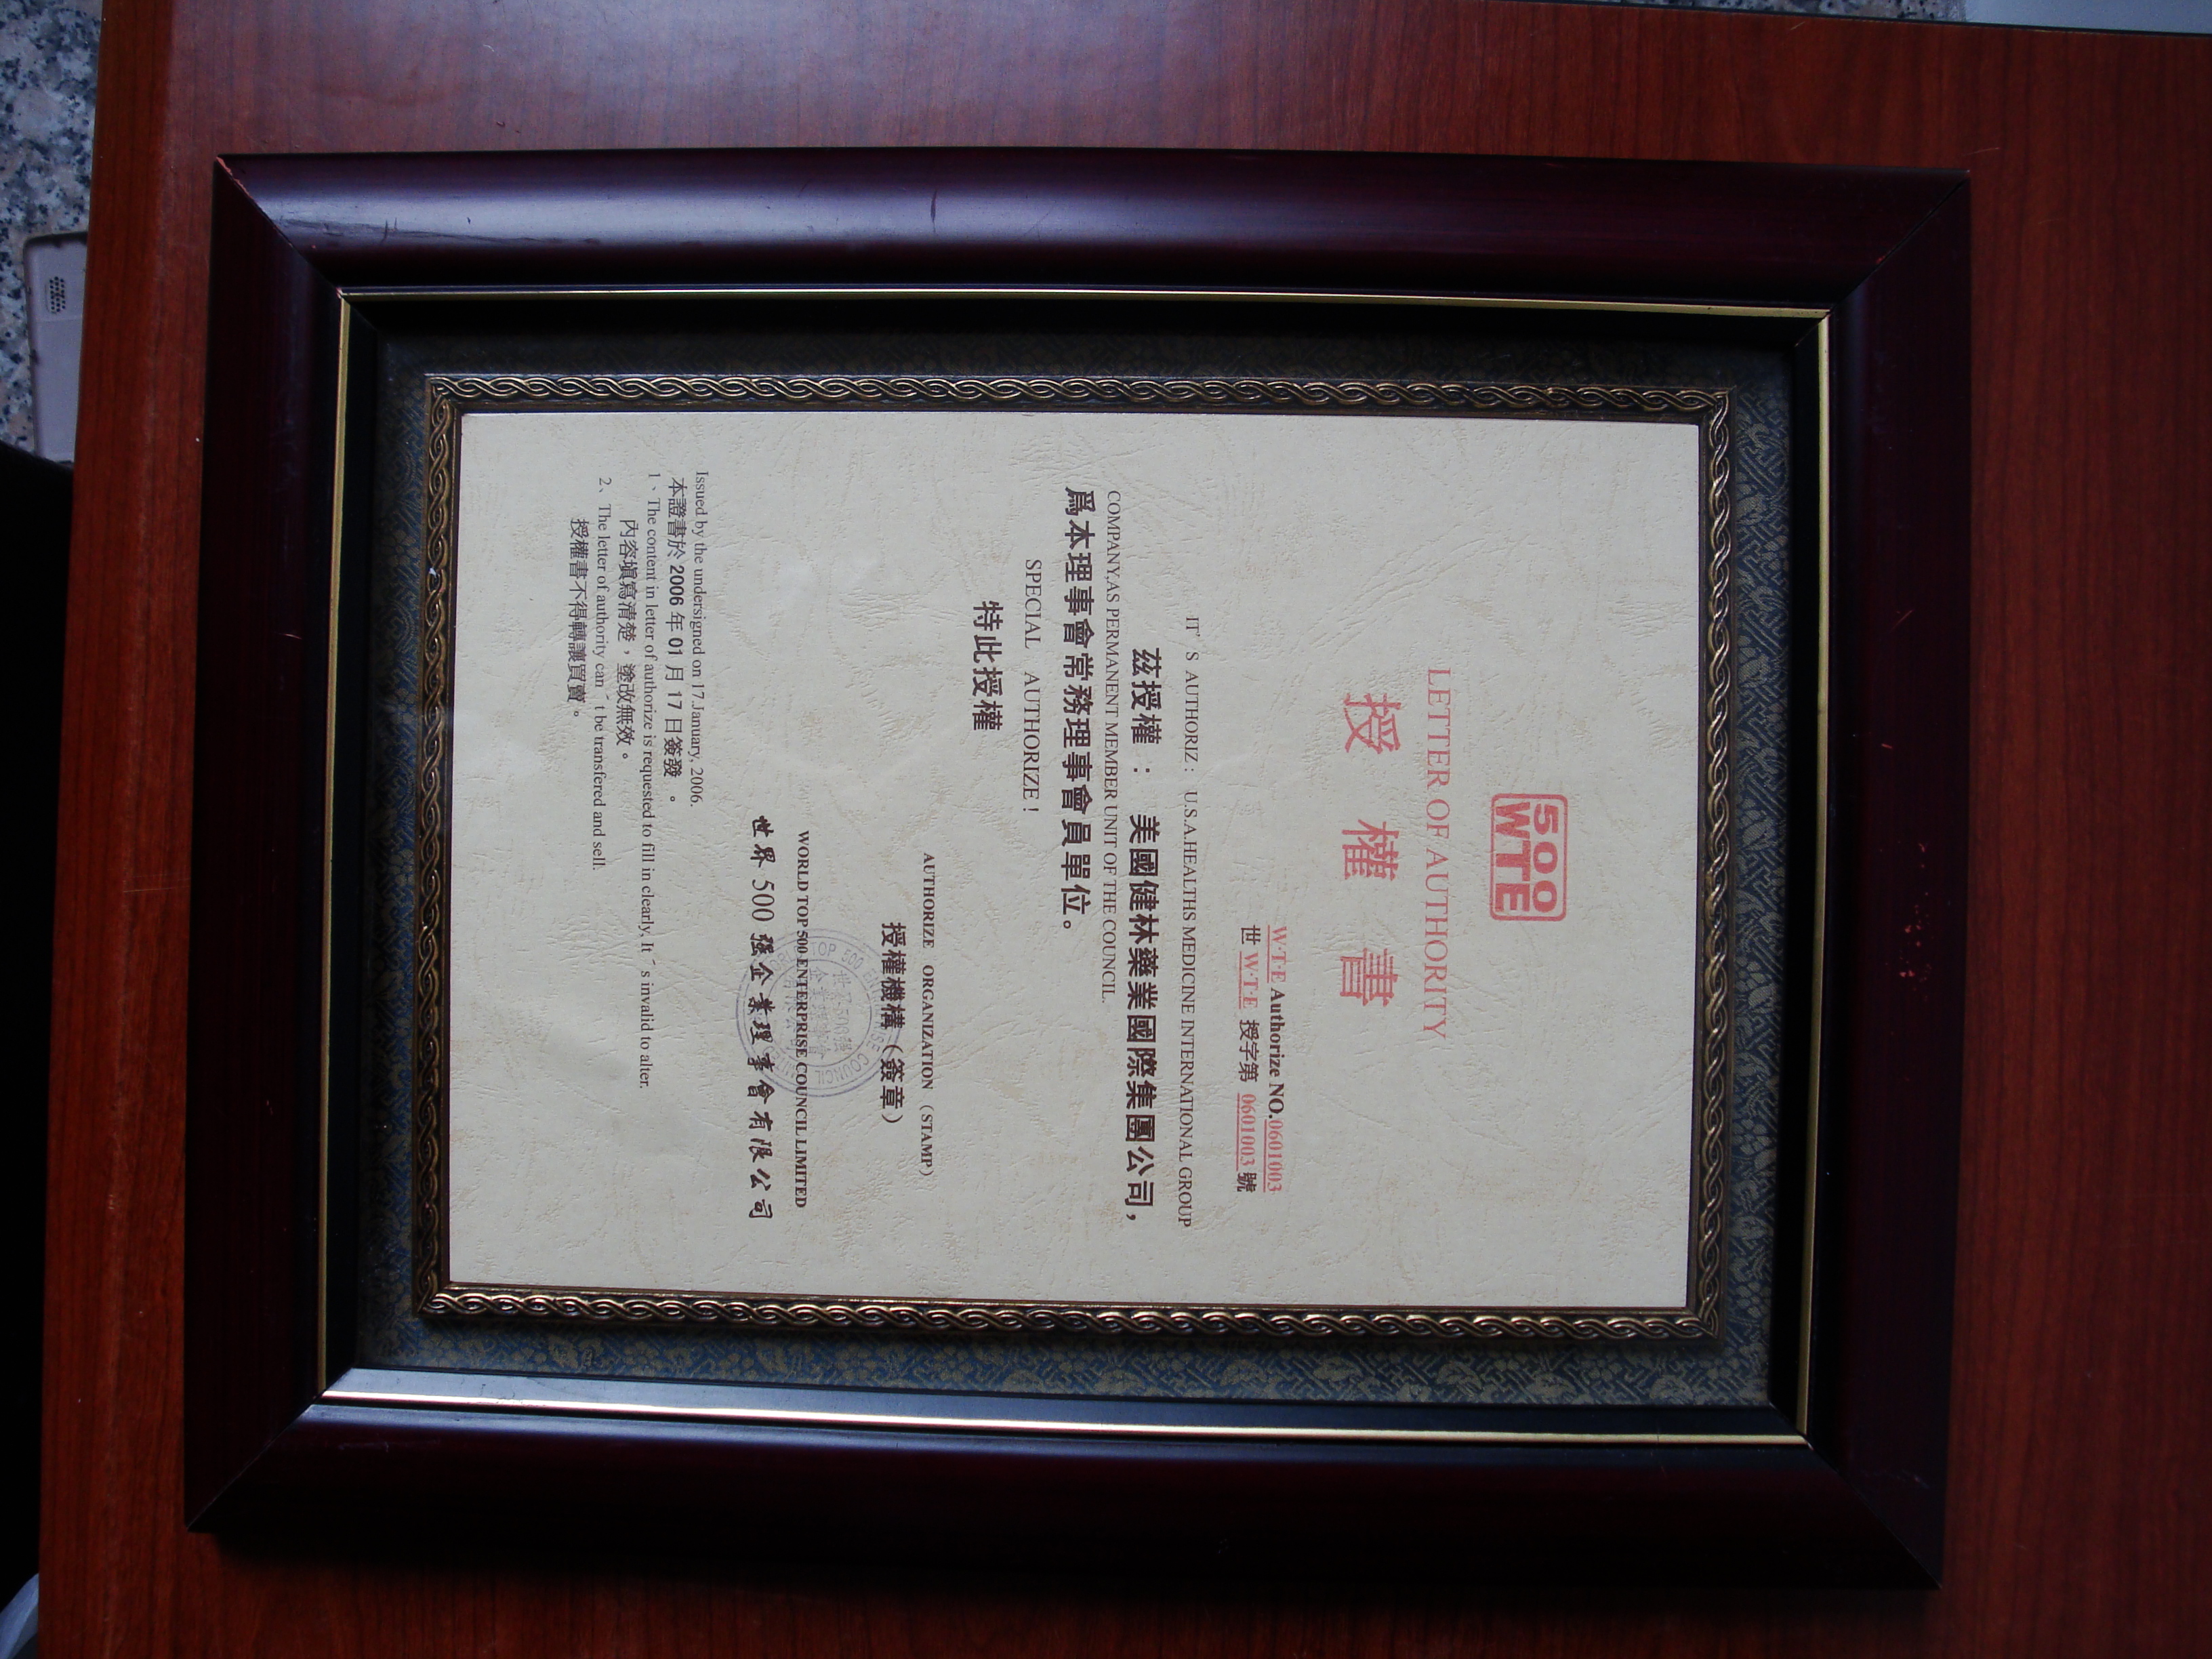 500
WTE
LETTER OF AUTHORITY
授 權 書
W·T·E Authorize NO.0601003
世 W·T·E 授字第 0601003 號
IT' S AUTHORIZ : U.S.A.HEALTHS MEDICINE INTERNATIONAL GROUP
茲授權 : 美國健林藥業國際集團公司,
COMPANY,AS PERMANENT MEMBER UNIT OF THE COUNCIL.
爲本理事會常務理事會員單位。
SPECIAL AUTHORIZE !
特此授權
AUTHORIZE ORGANIZATION (STAMP)
授權機構 (簽章)
WORLD TOP 500 ENTERPRISE COUNCIL LIMITED
世界 500 强企業理事會有限公司
Issued by the undersigned on 17.January, 2006.
本證書於 2006 年 01 月 17 日簽發 。
1、The content in letter of authorize is requested to fill in clearly, It´s invalid to alter.
內容塡寫清楚，塗改無效。
2、The letter of authority can´t be transfered and sell.
授權書不得轉讓買賣。